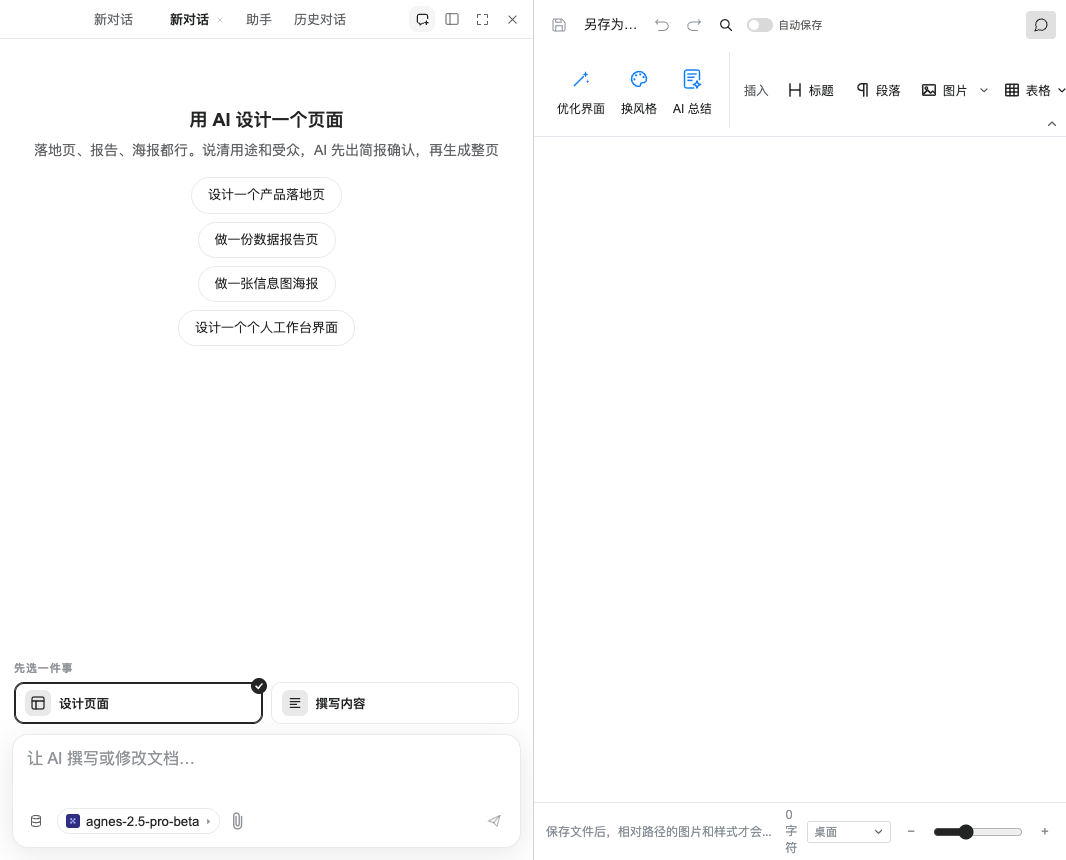 新对话 新对话 × 助手 历史对话
用 AI 设计一个页面
落地页、报告、海报都行。说清用途和受众，AI 先出简报确认，再生成整页
设计一个产品落地页
做一份数据报告页
做一张信息图海报
设计一个个人工作台界面
先选一件事
设计页面 撰写内容
让 AI 撰写或修改文档…
agnes-2.5-pro-beta
另存为… 自动保存
优化界面 换风格 AI 总结
插入 标题 段落 图片 表格
保存文件后，相对路径的图片和样式才会...
0
字
符
桌面